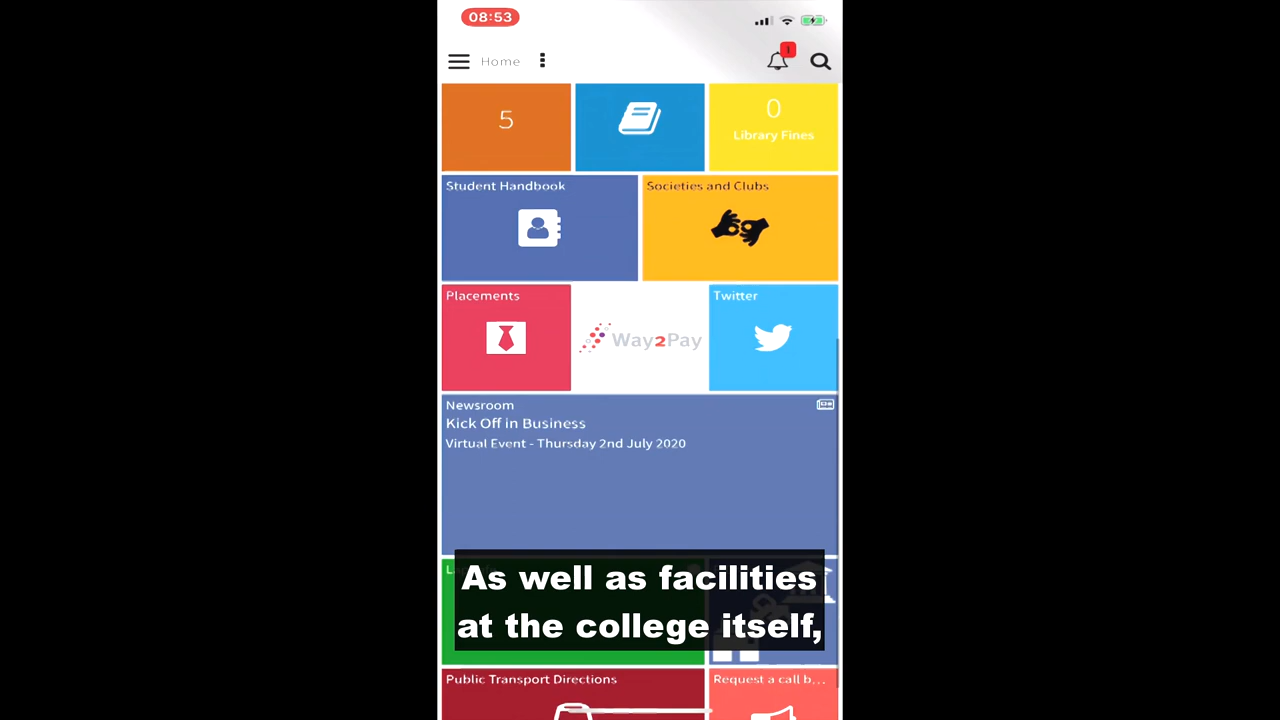 08:53
Home
1
5
0
Library Fines
Student Handbook
Societies and Clubs
Placements
Way2Pay
Twitter
Newsroom
Kick Off in Business
Virtual Event - Thursday 2nd July 2020
As well as facilities
at the college itself,
Public Transport Directions
Request a call b...